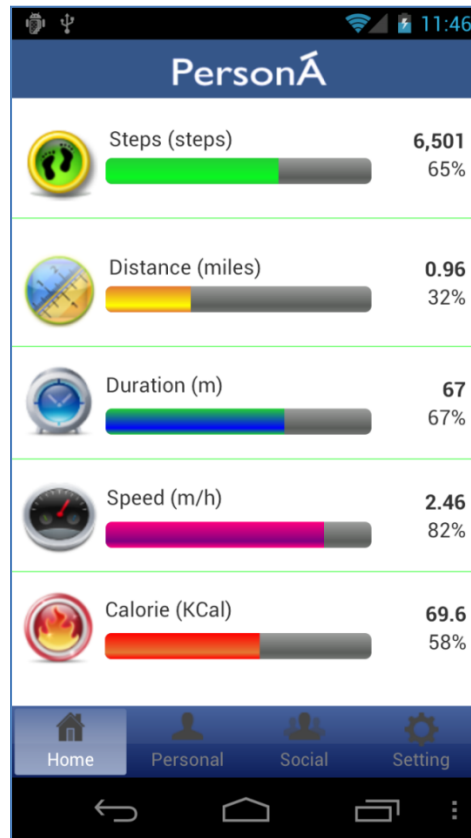 11:46
PersonÁ
Steps (steps)
6,501
65%
Distance (miles)
0.96
32%
Duration (m)
67
67%
Speed (m/h)
2.46
82%
Calorie (KCal)
69.6
58%
Home Personal Social Setting